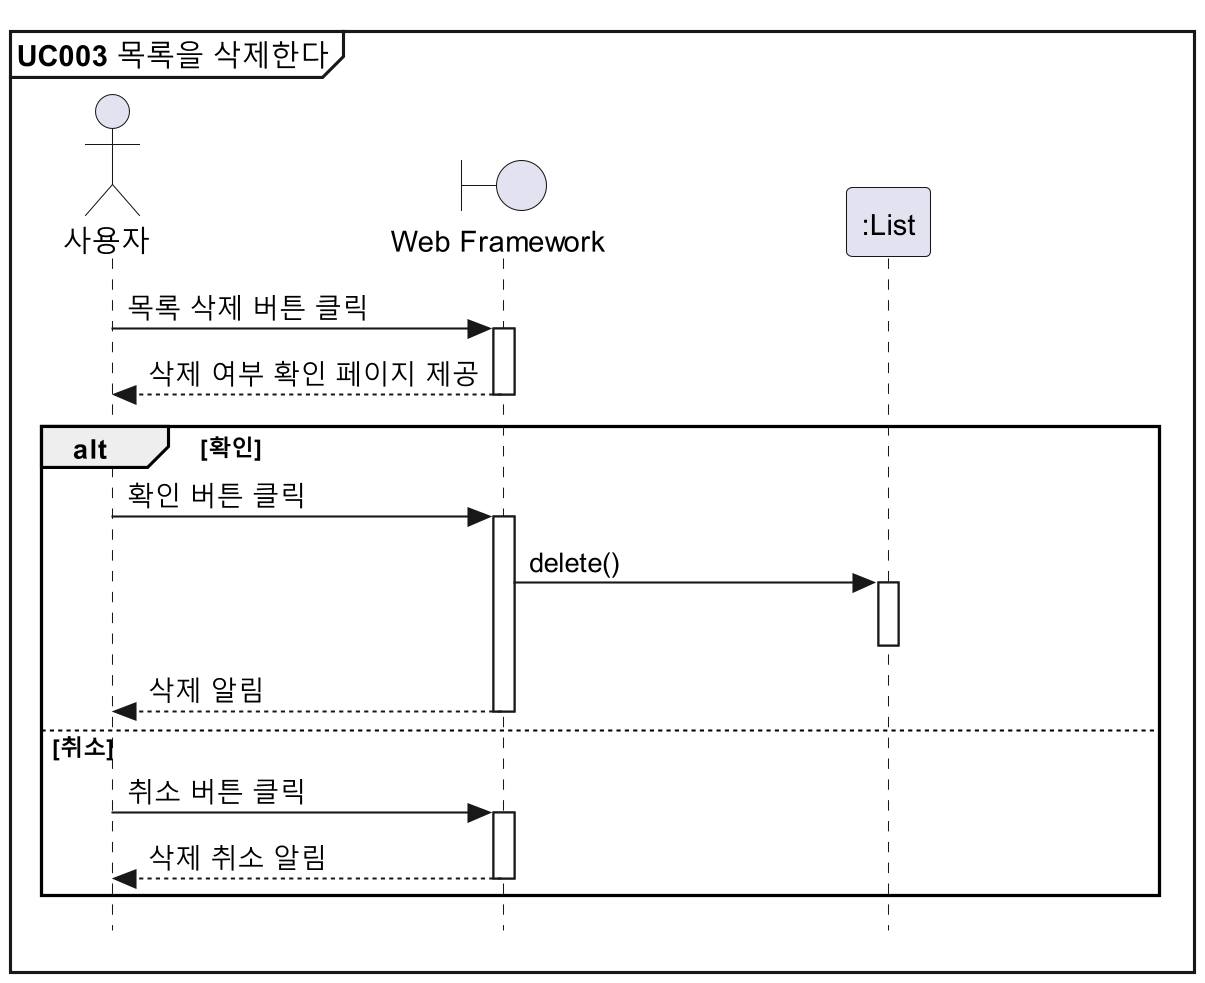 UC003 목록을 삭제한다
사용자
Web Framework
:List
목록 삭제 버튼 클릭
삭제 여부 확인 페이지 제공
alt [확인]
확인 버튼 클릭
delete()
삭제 알림
[취소]
취소 버튼 클릭
삭제 취소 알림